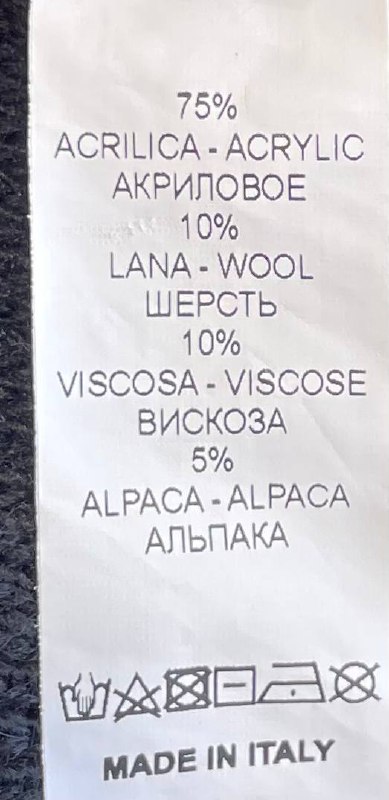 75%
ACRILICA - ACRYLIC
АКРИЛОВОЕ
10%
LANA - WOOL
ШЕРСТЬ
10%
VISCOSA - VISCOSE
ВИСКОЗА
5%
ALPACA - ALPACA
АЛЬПАКА
MADE IN ITALY